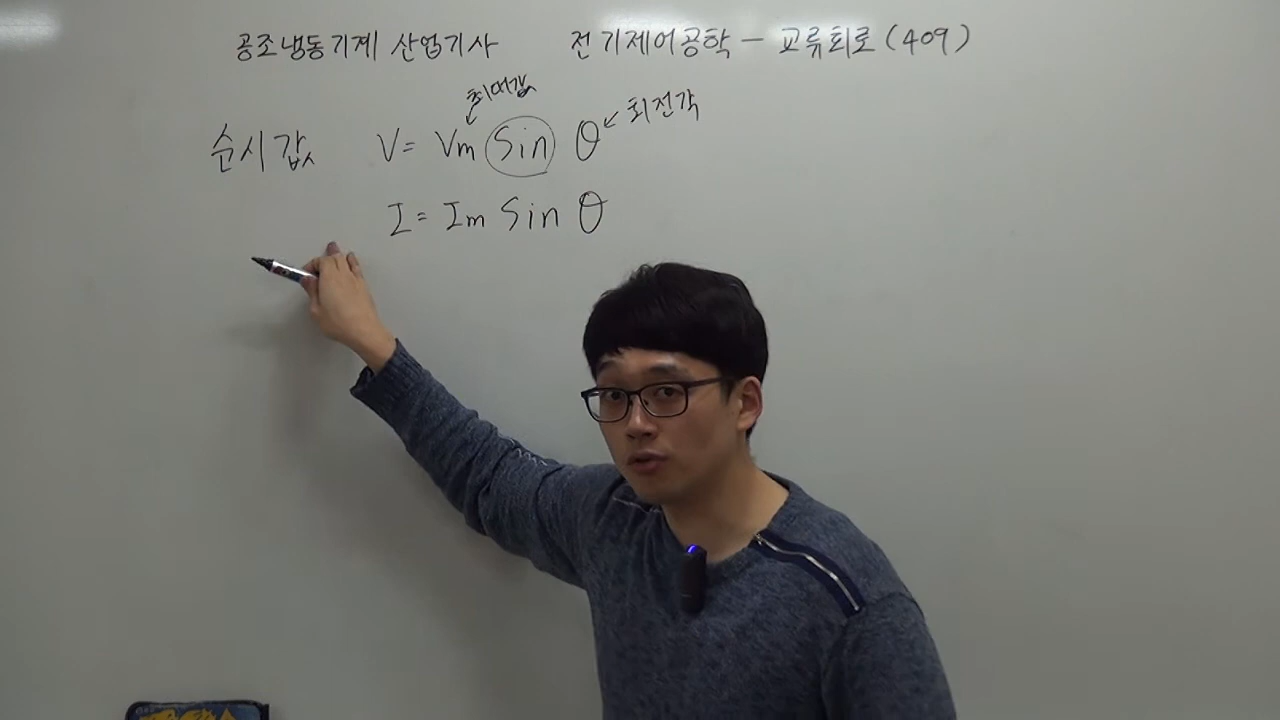 공조냉동기계 산업기사 전기제어공학 - 교류회로 (409)
최대값
회전각
순시값 V = Vm Sin θ
I = Im Sin θ